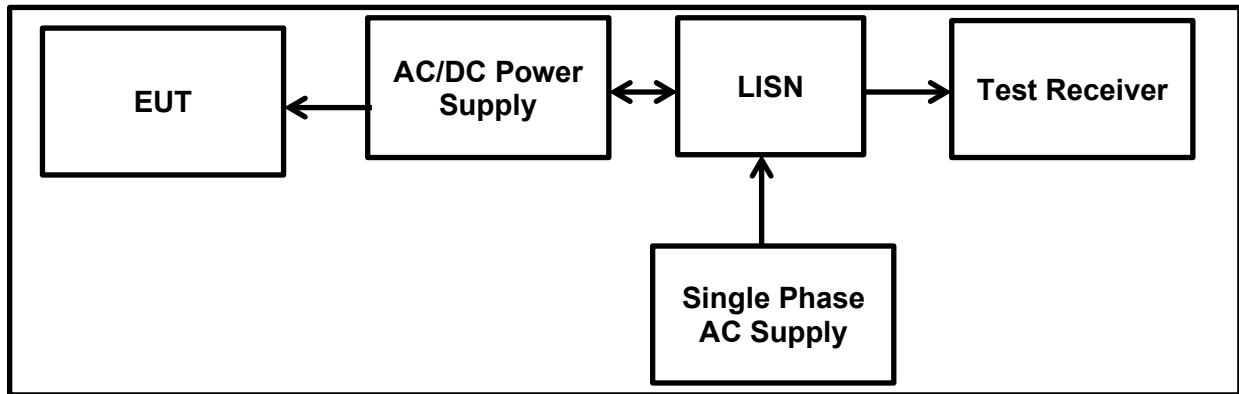 EUT
AC/DC Power
Supply
LISN
Test Receiver
Single Phase
AC Supply